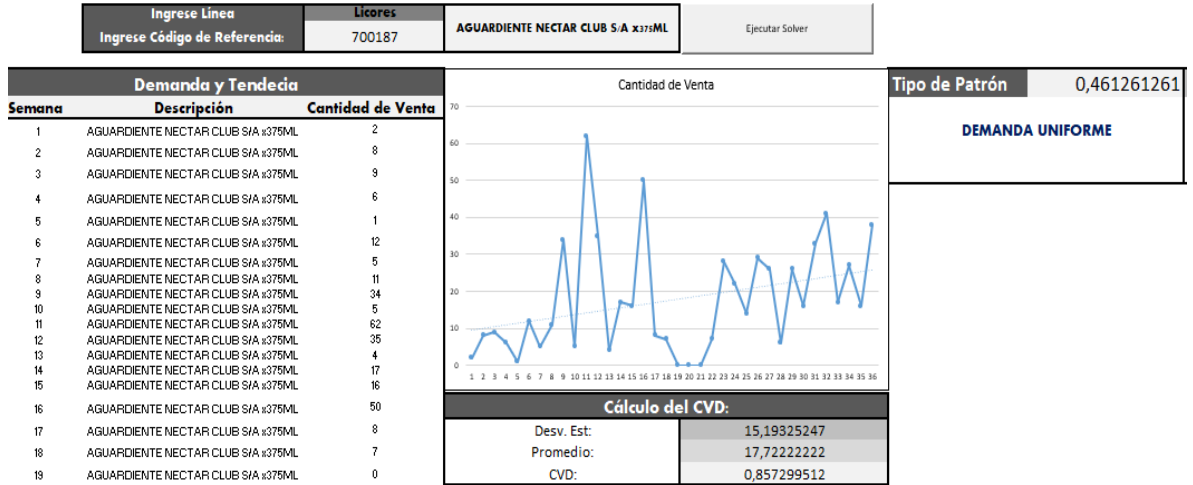 Ingrese Linea Licores
Ingrese Código de Referencia: 700187 AGUARDIENTE NECTAR CLUB S/A x375ML Ejecutar Solver
Demanda y Tendecia
Semana Descripción Cantidad de Venta
1 AGUARDIENTE NECTAR CLUB S/A x375ML 2
2 AGUARDIENTE NECTAR CLUB S/A x375ML 8
3 AGUARDIENTE NECTAR CLUB S/A x375ML 9
4 AGUARDIENTE NECTAR CLUB S/A x375ML 6
5 AGUARDIENTE NECTAR CLUB S/A x375ML 1
6 AGUARDIENTE NECTAR CLUB S/A x375ML 12
7 AGUARDIENTE NECTAR CLUB S/A x375ML 5
8 AGUARDIENTE NECTAR CLUB S/A x375ML 11
9 AGUARDIENTE NECTAR CLUB S/A x375ML 34
10 AGUARDIENTE NECTAR CLUB S/A x375ML 5
11 AGUARDIENTE NECTAR CLUB S/A x375ML 62
12 AGUARDIENTE NECTAR CLUB S/A x375ML 35
13 AGUARDIENTE NECTAR CLUB S/A x375ML 4
14 AGUARDIENTE NECTAR CLUB S/A x375ML 17
15 AGUARDIENTE NECTAR CLUB S/A x375ML 16
16 AGUARDIENTE NECTAR CLUB S/A x375ML 50
17 AGUARDIENTE NECTAR CLUB S/A x375ML 8
18 AGUARDIENTE NECTAR CLUB S/A x375ML 7
19 AGUARDIENTE NECTAR CLUB S/A x375ML 0
Cantidad de Venta
70
60
50
40
30
20
10
0
1 2 3 4 5 6 7 8 9 10 11 12 13 14 15 16 17 18 19 20 21 22 23 24 25 26 27 28 29 30 31 32 33 34 35 36
Cálculo del CVD:
Desv. Est: 15,19325247
Promedio: 17,72222222
CVD: 0,857299512
Tipo de Patrón 0,461261261
DEMANDA UNIFORME